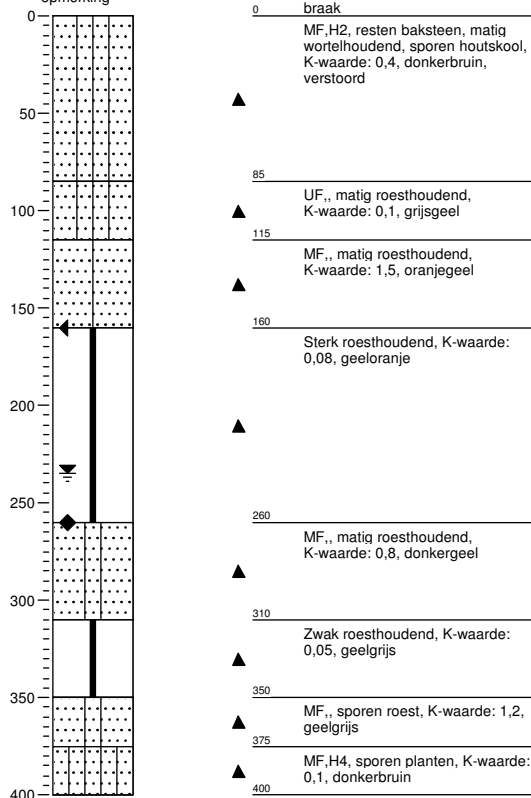 opmerking
0
50
100
150
200
250
300
350
400
0 braak
MF,H2, resten baksteen, matig
wortelhoudend, sporen houtskool,
K-waarde: 0,4, donkerbruin,
verstoord
85
UF,, matig roesthoudend,
K-waarde: 0,1, grijsgeel
115
MF,, matig roesthoudend,
K-waarde: 1,5, oranjegeel
160
Sterk roesthoudend, K-waarde:
0,08, geeloranje
260
MF,, matig roesthoudend,
K-waarde: 0,8, donkergeel
310
Zwak roesthoudend, K-waarde:
0,05, geelgrijs
350
MF,, sporen roest, K-waarde: 1,2,
geelgrijs
375
MF,H4, sporen planten, K-waarde:
0,1, donkerbruin
400